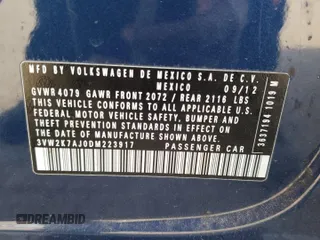 MFD BY VOLKSWAGEN DE MEXICO S.A. DE C.V.
MEXICO 09/12
GVWR 4079 GAWR FRONT 2072 / REAR 2116 LBS
THIS VEHICLE CONFORMS TO ALL APPLICABLE
FEDERAL MOTOR VEHICLE SAFETY, BUMPER AND
THEFT PREVENTION STANDARDS IN EFFECT ON
THE DATE OF MANUFACTURE SHOWN ABOVE.
3VW2K7AJ0DM223917 PASSENGER CAR
DREAMBID